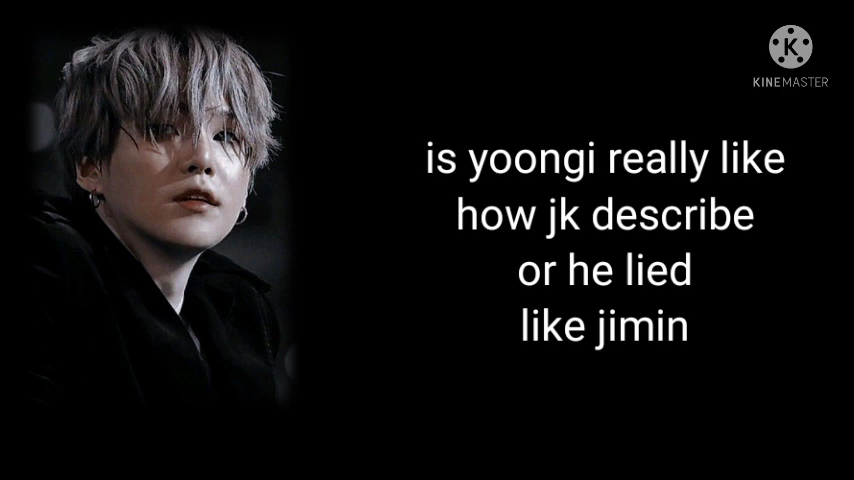 K
KINEMASTER
is yoongi really like
how jk describe
or he lied
like jimin